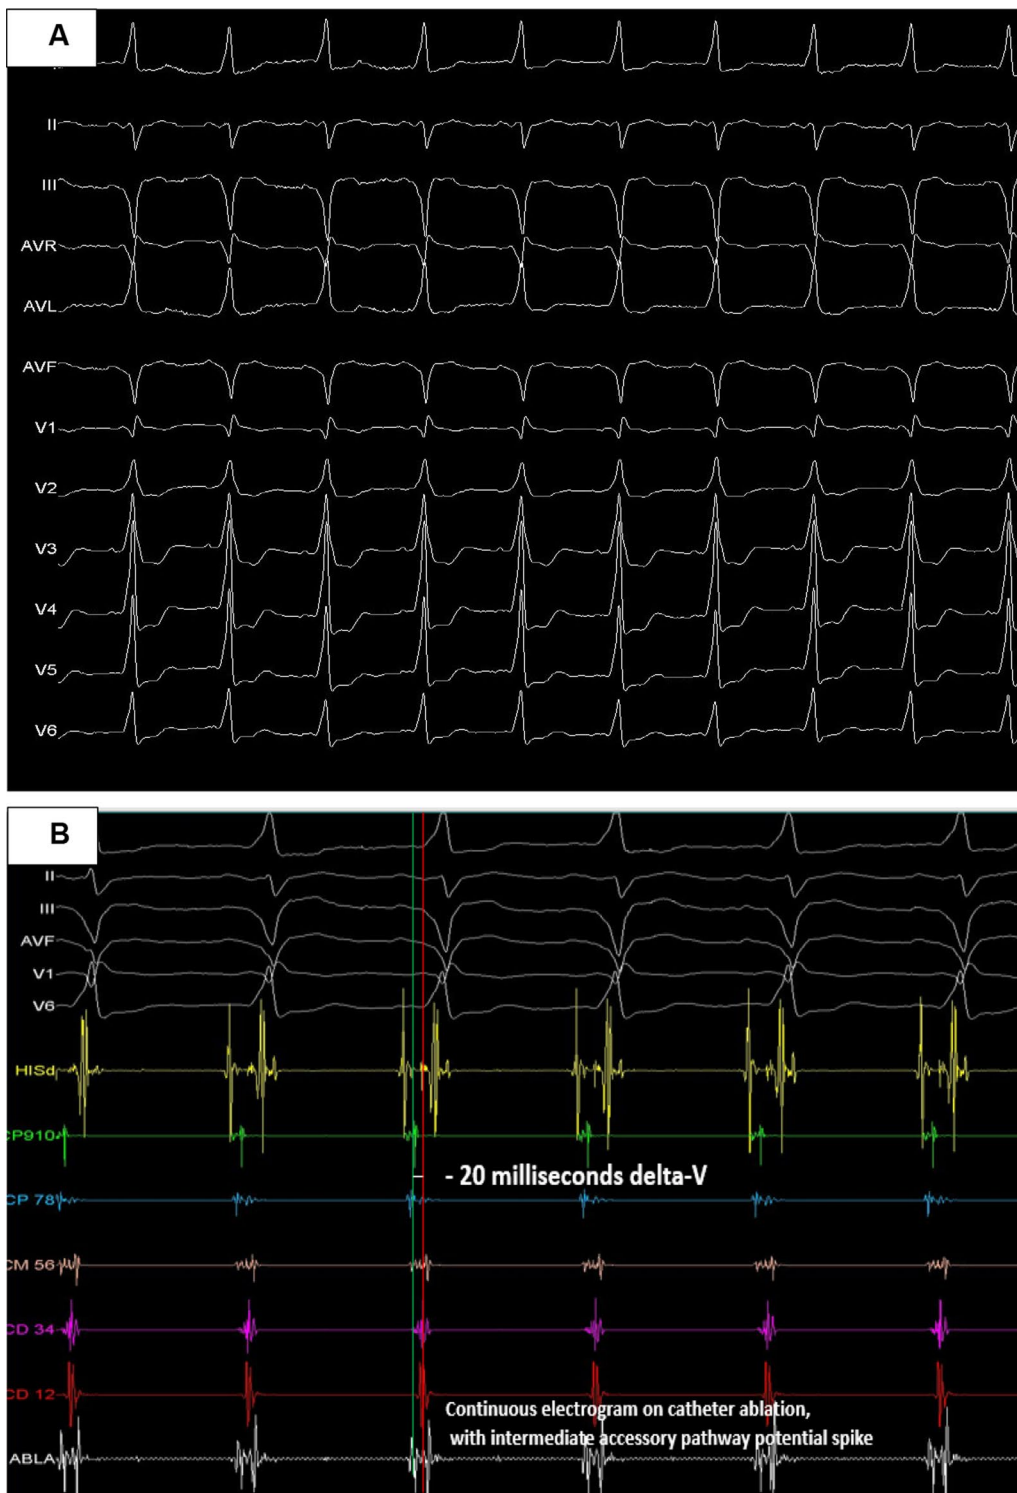 A
II
III
AVR
AVL
AVF
V1
V2
V3
V4
V5
V6
B
II
III
AVF
V1
V6
HISd
CP910
- 20 milliseconds delta-V
CP 78
CM 56
CD 34
CD 12
Continuous electrogram on catheter ablation,
with intermediate accessory pathway potential spike
ABLA